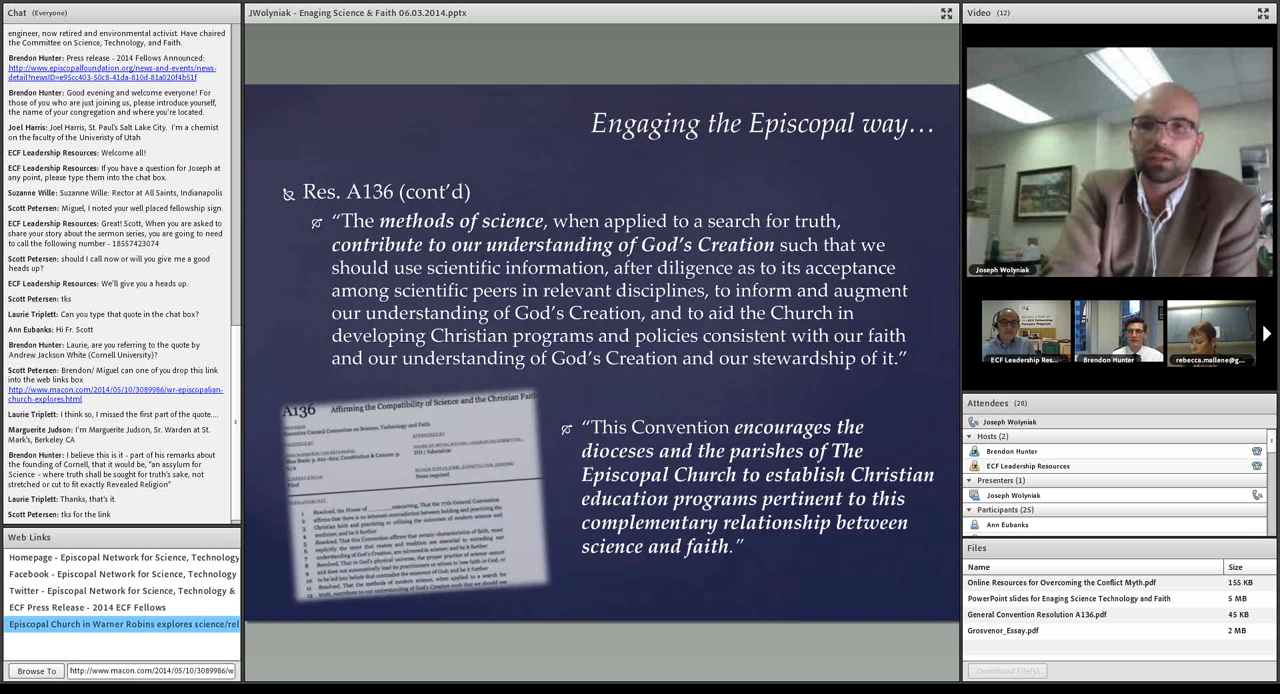 Chat (Everyone)
engineer, now retired and environmental activist. Have chaired
the Committee on Science, Technology, and Faith.
Brendon Hunter: Press release - 2014 Fellows Announced:
http://www.episcopalfoundation.org/news-and-events/news-
detail?newsID=e95cc403-50c8-41da-810d-81a020f4b51f
Brendon Hunter: Good evening and welcome everyone! For
those of you who are just joining us, please introduce yourself,
the name of your congregation and where you're located.
Joel Harris: Joel Harris, St. Paul's Salt Lake City. I'm a chemist
on the faculty of the Univeristy of Utah
ECF Leadership Resources: Welcome all!
ECF Leadership Resources: If you have a question for Joseph at
any point, please type them into the chat box.
Suzanne Wille: Suzanne Wille: Rector at All Saints, Indianapolis
Scott Petersen: Miguel, I noted your well placed fellowship sign.
ECF Leadership Resources: Great! Scott, When you are asked to
share your story about the sermon series, you are going to need
to call the following number - 18557423074
Scott Petersen: should I call now or will you give me a good
heads up?
ECF Leadership Resources: We'll give you a heads up.
Scott Petersen: tks
Laurie Triplett: Can you type that quote in the chat box?
Ann Eubanks: Hi Fr. Scott
Brendon Hunter: Laurie, are you referring to the quote by
Andrew Jackson White (Cornell University)?
Scott Petersen: Brendon/ Miguel can one of you drop this link
into the web links box
http://www.macon.com/2014/05/10/3089986/wr-episcopalian-
church-explores.html
Laurie Triplett: I think so, I missed the first part of the quote....
Marguerite Judson: I'm Marguerite Judson, Sr. Warden at St.
Mark's, Berkeley CA
Brendon Hunter: I believe this is it - part of his remarks about
the founding of Cornell, that it would be, "an asylum for
Science - where truth shall be sought for truth's sake, not
stretched or cut to fit exactly Revealed Religion"
Laurie Triplett: Thanks, that's it.
Scott Petersen: tks for the link
Web Links
Homepage - Episcopal Network for Science, Technology
Facebook - Episcopal Network for Science, Technology
Twitter - Episcopal Network for Science, Technology &
ECF Press Release - 2014 ECF Fellows
Episcopal Church in Warner Robins explores science/rel
Browse To
http://www.macon.com/2014/05/10/3089986/w
JWolyniak - Enaging Science & Faith 06.03.2014.pptx
Engaging the Episcopal way…
Res. A136 (cont'd)
"The methods of science, when applied to a search for truth,
contribute to our understanding of God's Creation such that we
should use scientific information, after diligence as to its acceptance
among scientific peers in relevant disciplines, to inform and augment
our understanding of God's Creation, and to aid the Church in
developing Christian programs and policies consistent with our faith
and our understanding of God's Creation and our stewardship of it."
A136 Affirming the Compatibility of Science and the Christian Faith
Executive Council Committee on Science, Technology and Faith
"This Convention encourages the
dioceses and the parishes of The
Episcopal Church to establish Christian
education programs pertinent to this
complementary relationship between
science and faith."
Video (12)
Joseph Wolyniak
ECF Leadership Res...
Brendon Hunter
rebecca.mallene@g...
Attendees (28)
Joseph Wolyniak
Hosts (2)
Brendon Hunter
ECF Leadership Resources
Presenters (1)
Joseph Wolyniak
Participants (25)
Ann Eubanks
Files
Name Size
Online Resources for Overcoming the Conflict Myth.pdf 155 KB
PowerPoint slides for Enaging Science Technology and Faith 5 MB
General Convention Resolution A136.pdf 45 KB
Grosvenor_Essay.pdf 2 MB
Download File(s)